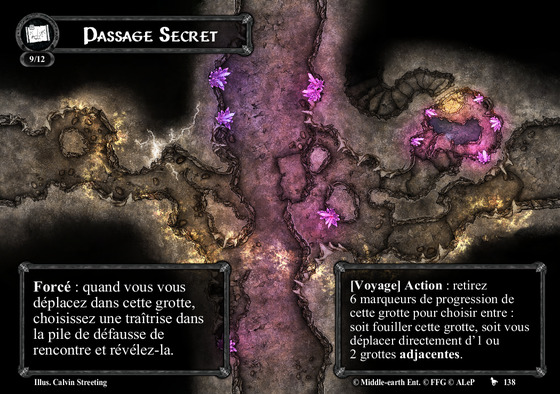 Passage Secret
9/12
Forcé : quand vous vous
déplacez dans cette grotte,
choisissez une traîtrise dans
la pile de défausse de
rencontre et révélez-la.
[Voyage] Action : retirez
6 marqueurs de progression de
cette grotte pour choisir entre :
soit fouiller cette grotte, soit vous
déplacer directement d’1 ou
2 grottes adjacentes.
Illus. Calvin Streeting
© Middle-earth Ent. © FFG © ALeP
138